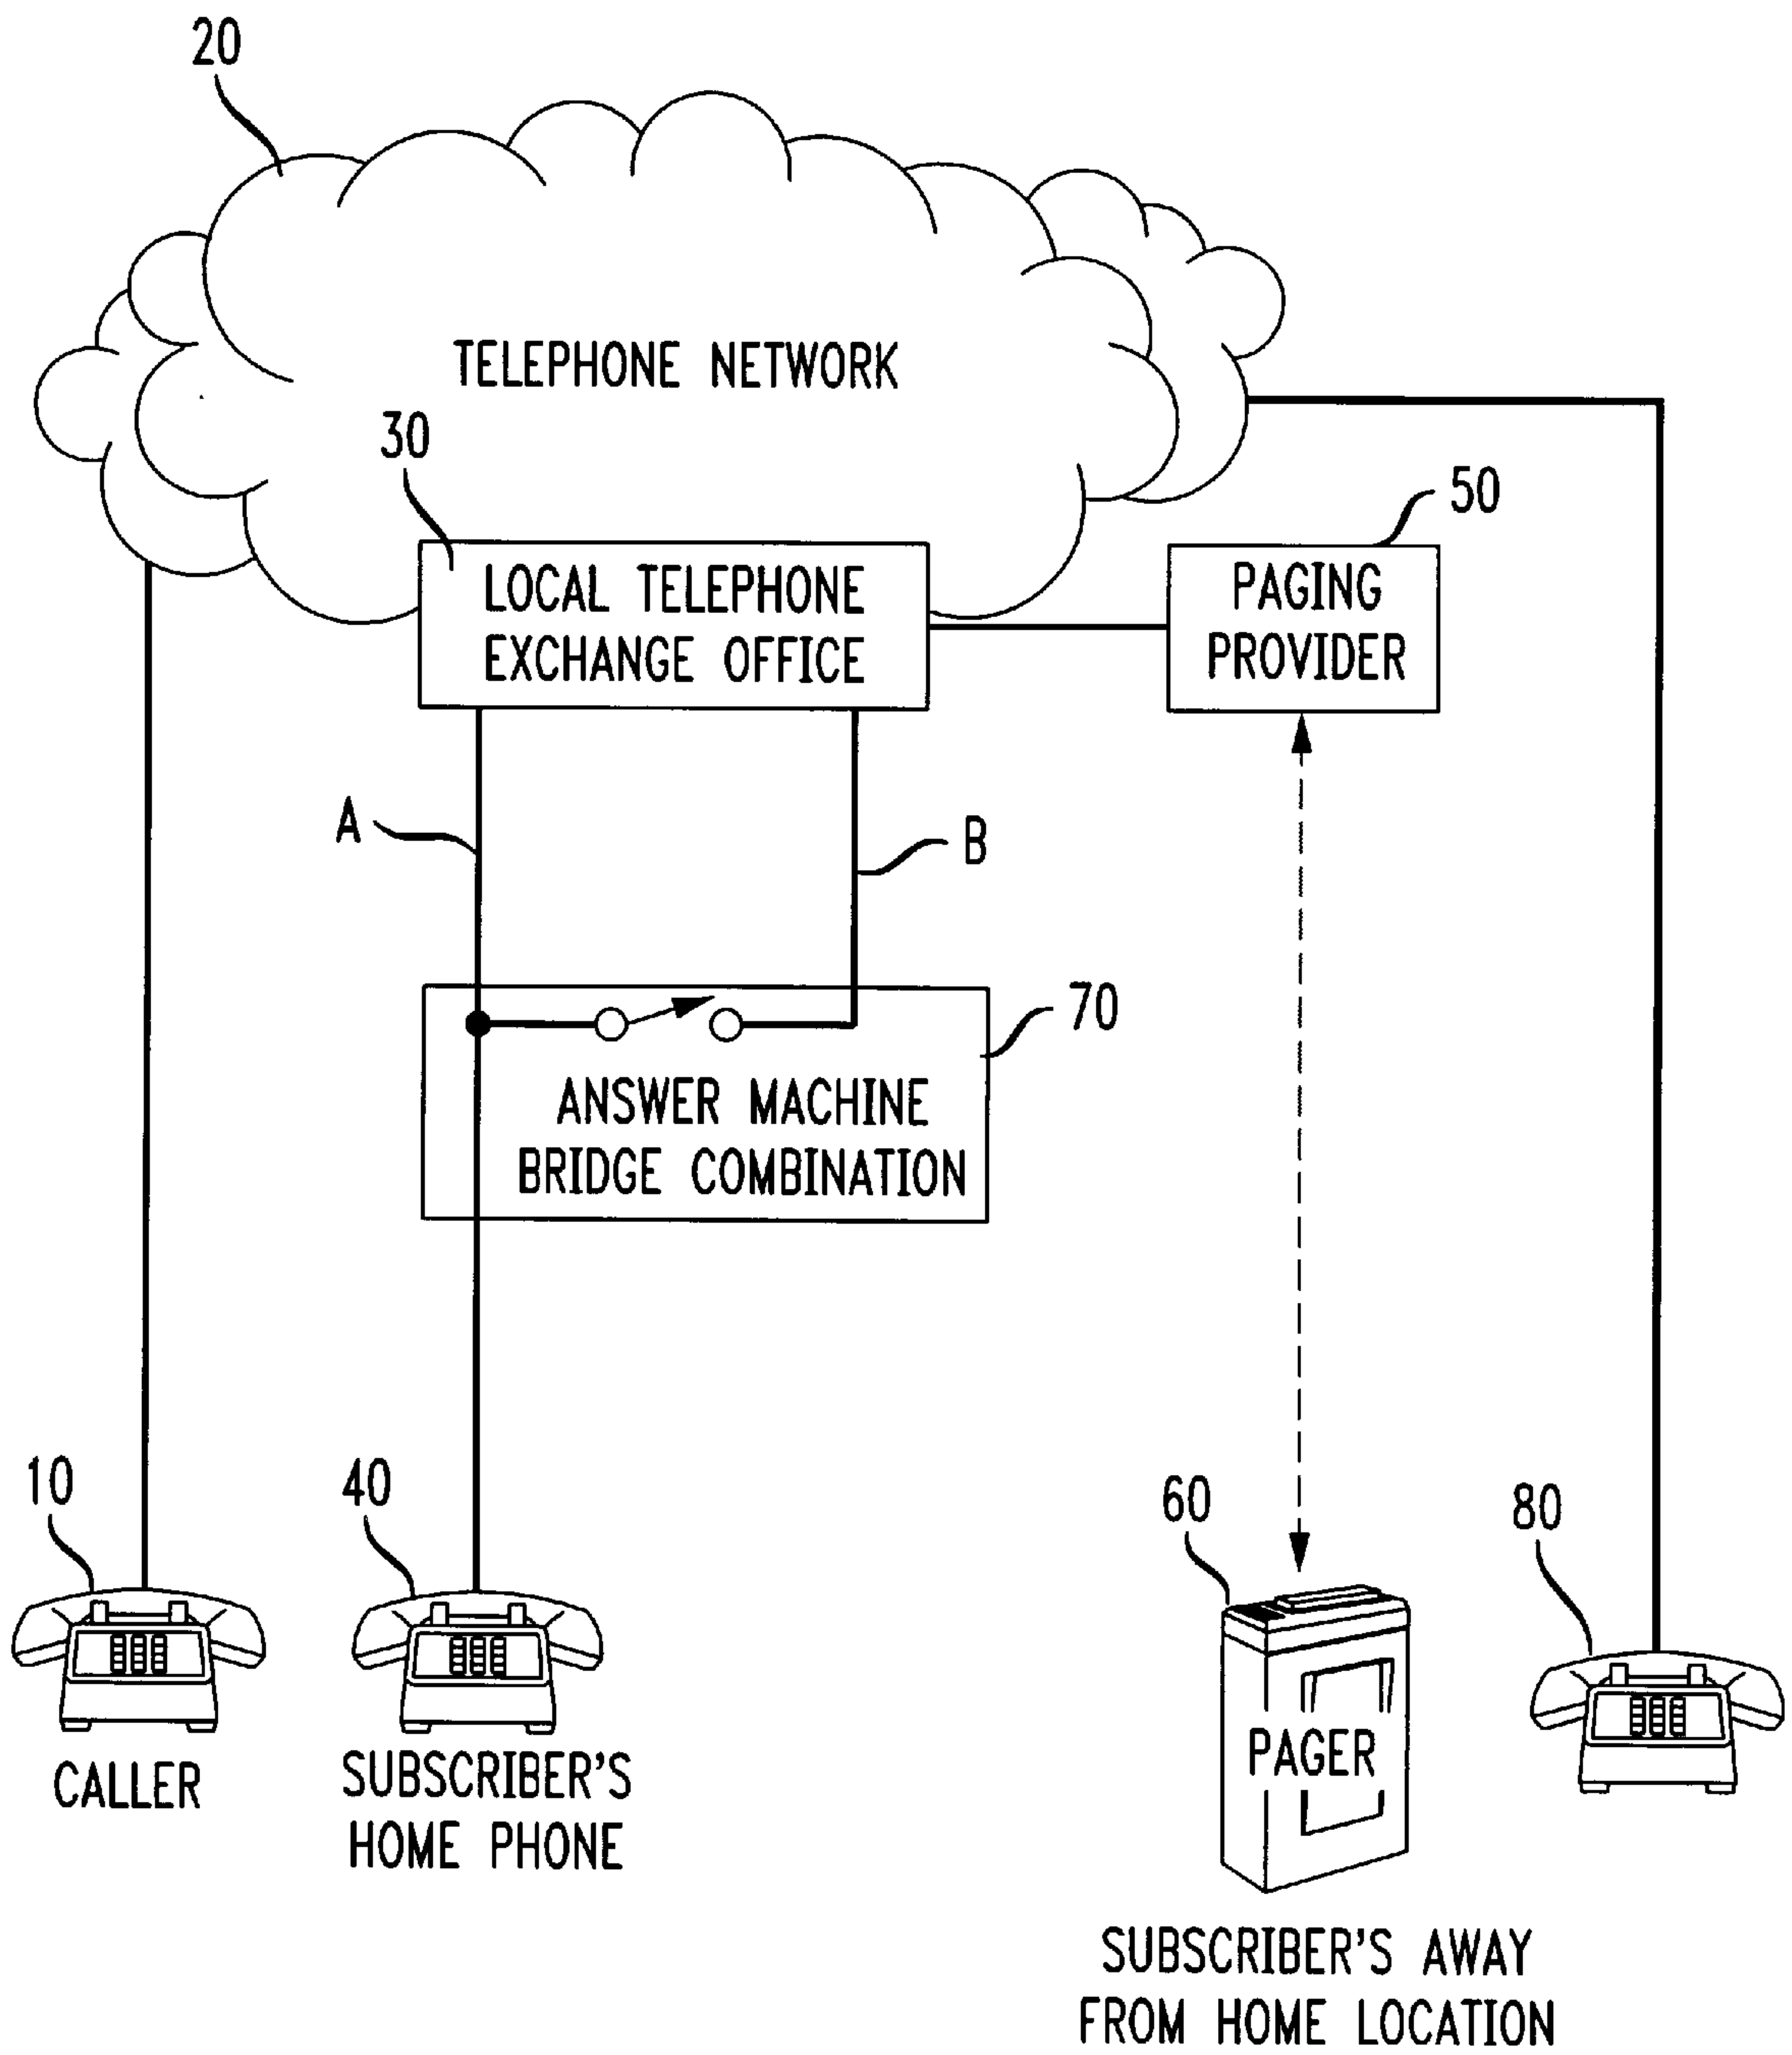 20
TELEPHONE NETWORK
30
LOCAL TELEPHONE
EXCHANGE OFFICE
50
PAGING
PROVIDER
A
B
70
ANSWER MACHINE
BRIDGE COMBINATION
10
40
60
80
CALLER
SUBSCRIBER'S
HOME PHONE
PAGER
SUBSCRIBER'S AWAY
FROM HOME LOCATION